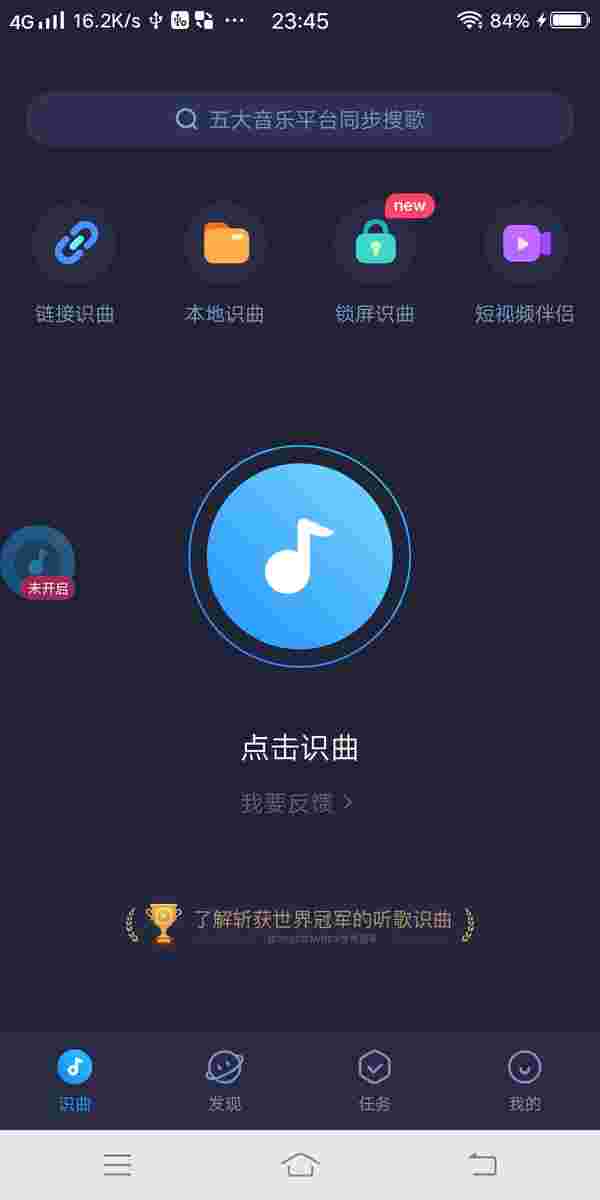 4G 16.2K/s ··· 23:45 84%
五大音乐平台同步搜歌
new
链接识曲 本地识曲 锁屏识曲 短视频伴侣
未开启
点击识曲
我要反馈 >
了解斩获世界冠军的听歌识曲
识曲 发现 任务 我的